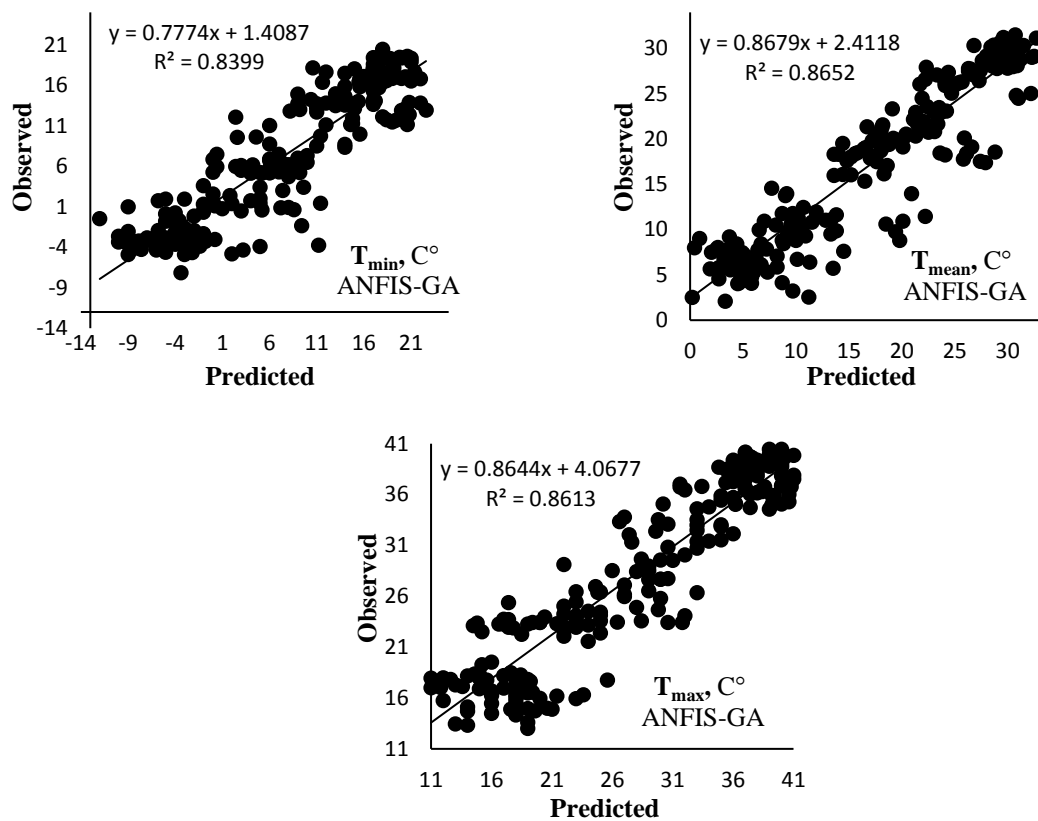 y = 0.7774x + 1.4087
R² = 0.8399
21
16
11
6
1
-4
-9
-14
Observed
T_min, C°
ANFIS-GA
-14 -9 -4 1 6 11 16 21
Predicted
y = 0.8679x + 2.4118
R² = 0.8652
30
25
20
15
10
5
0
Observed
T_mean, C°
ANFIS-GA
0 5 10 15 20 25 30
Predicted
y = 0.8644x + 4.0677
R² = 0.8613
41
36
31
26
21
16
11
Observed
T_max, C°
ANFIS-GA
11 16 21 26 31 36 41
Predicted